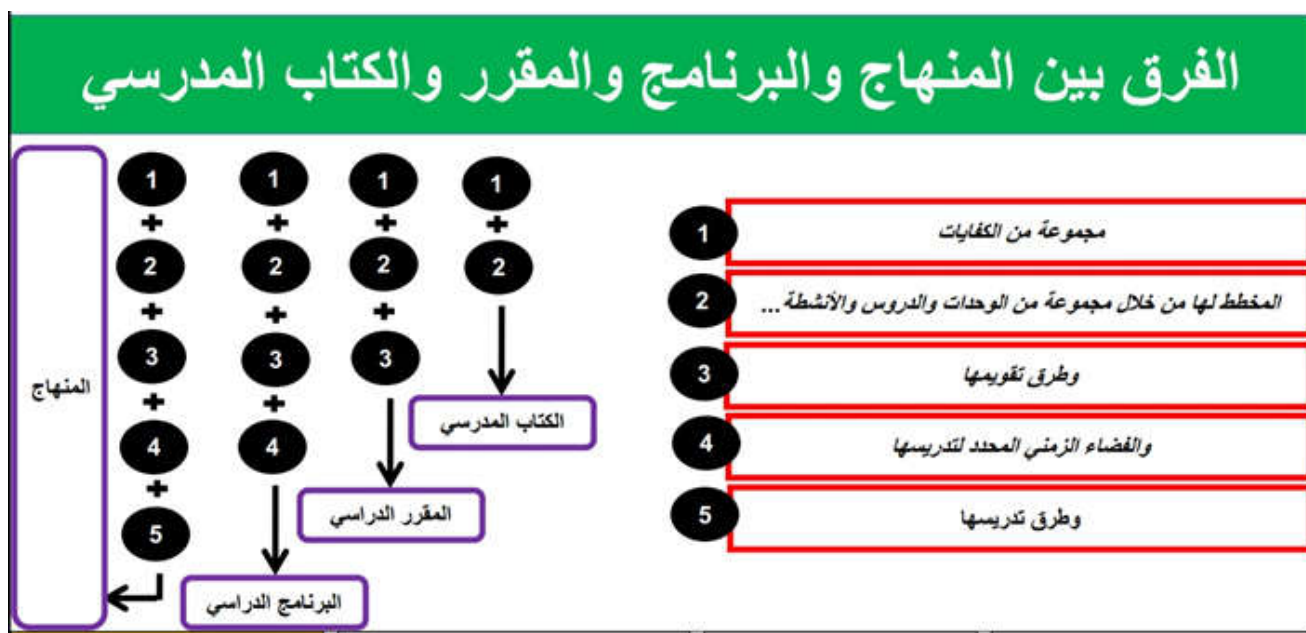 الفرق بين المنهاج والبرنامج والمقرر والكتاب المدرسي
1 مجموعة من الكفايات
2 المخطط لها من خلال مجموعة من الوحدات والدروس والأنشطة...
3 وطرق تقويمها
4 والفضاء الزمني المحدد لتدريسها
5 وطرق تدريسها
1 + 2
الكتاب المدرسي
1 + 2 + 3
المقرر الدراسي
1 + 2 + 3 + 4
البرنامج الدراسي
1 + 2 + 3 + 4 + 5
المنهاج